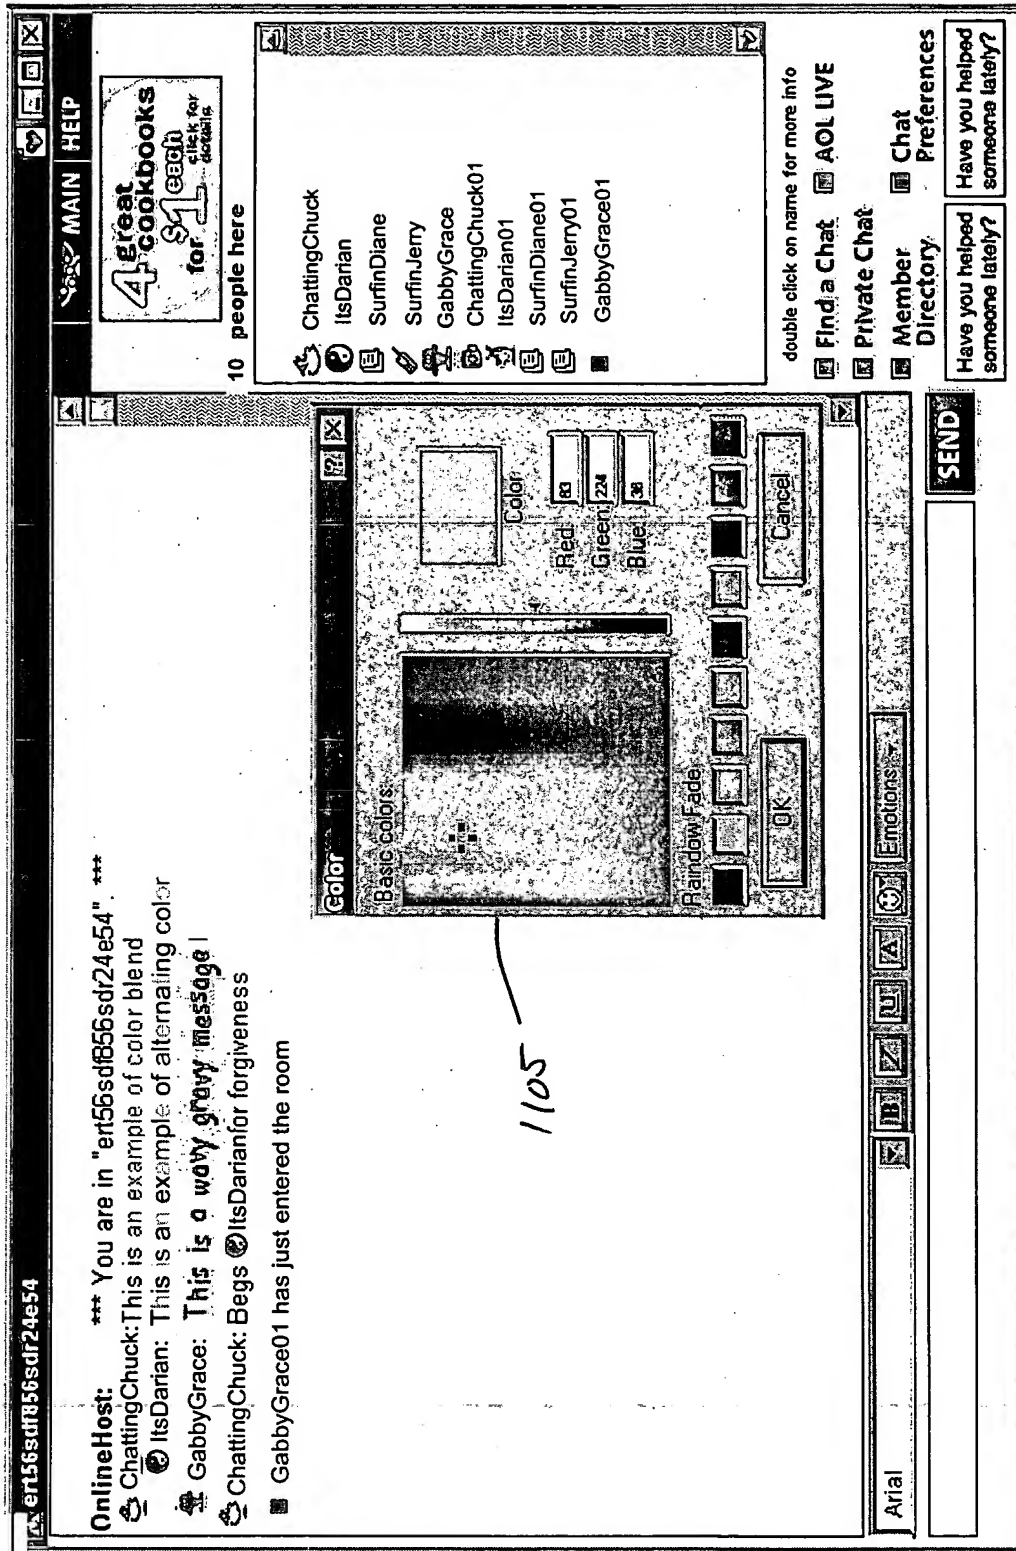 ert56sdf856sdr24e54
MAIN HELP
OnlineHost: *** You are in "ert56sdf856sdr24e54". ***
ChattingChuck:This is an example of color blend
ItsDarian: This is an example of alternating color
GabbyGrace: This is a wavy gravy message!
ChattingChuck: Begs ItsDarianfor forgiveness
GabbyGrace01 has just entered the room
4 great
cookbooks
for $1 each
click for
details
10 people here
ChattingChuck
ItsDarian
SurfinDiane
SurfinJerry
GabbyGrace
ChattingChuck01
ItsDarian01
SurfinDiane01
SurfinJerry01
GabbyGrace01
double click on name for more info
Find a Chat AOL LIVE
Private Chat
Member
Directory
Chat
Preferences
Have you helped
someone lately?
Have you helped
someone lately?
Color
Basic colors:
Color
Red: 83
Green: 224
Blue: 38
Raindow Fade:
OK
Cancel
1105
Arial B I U A Emotions
SEND